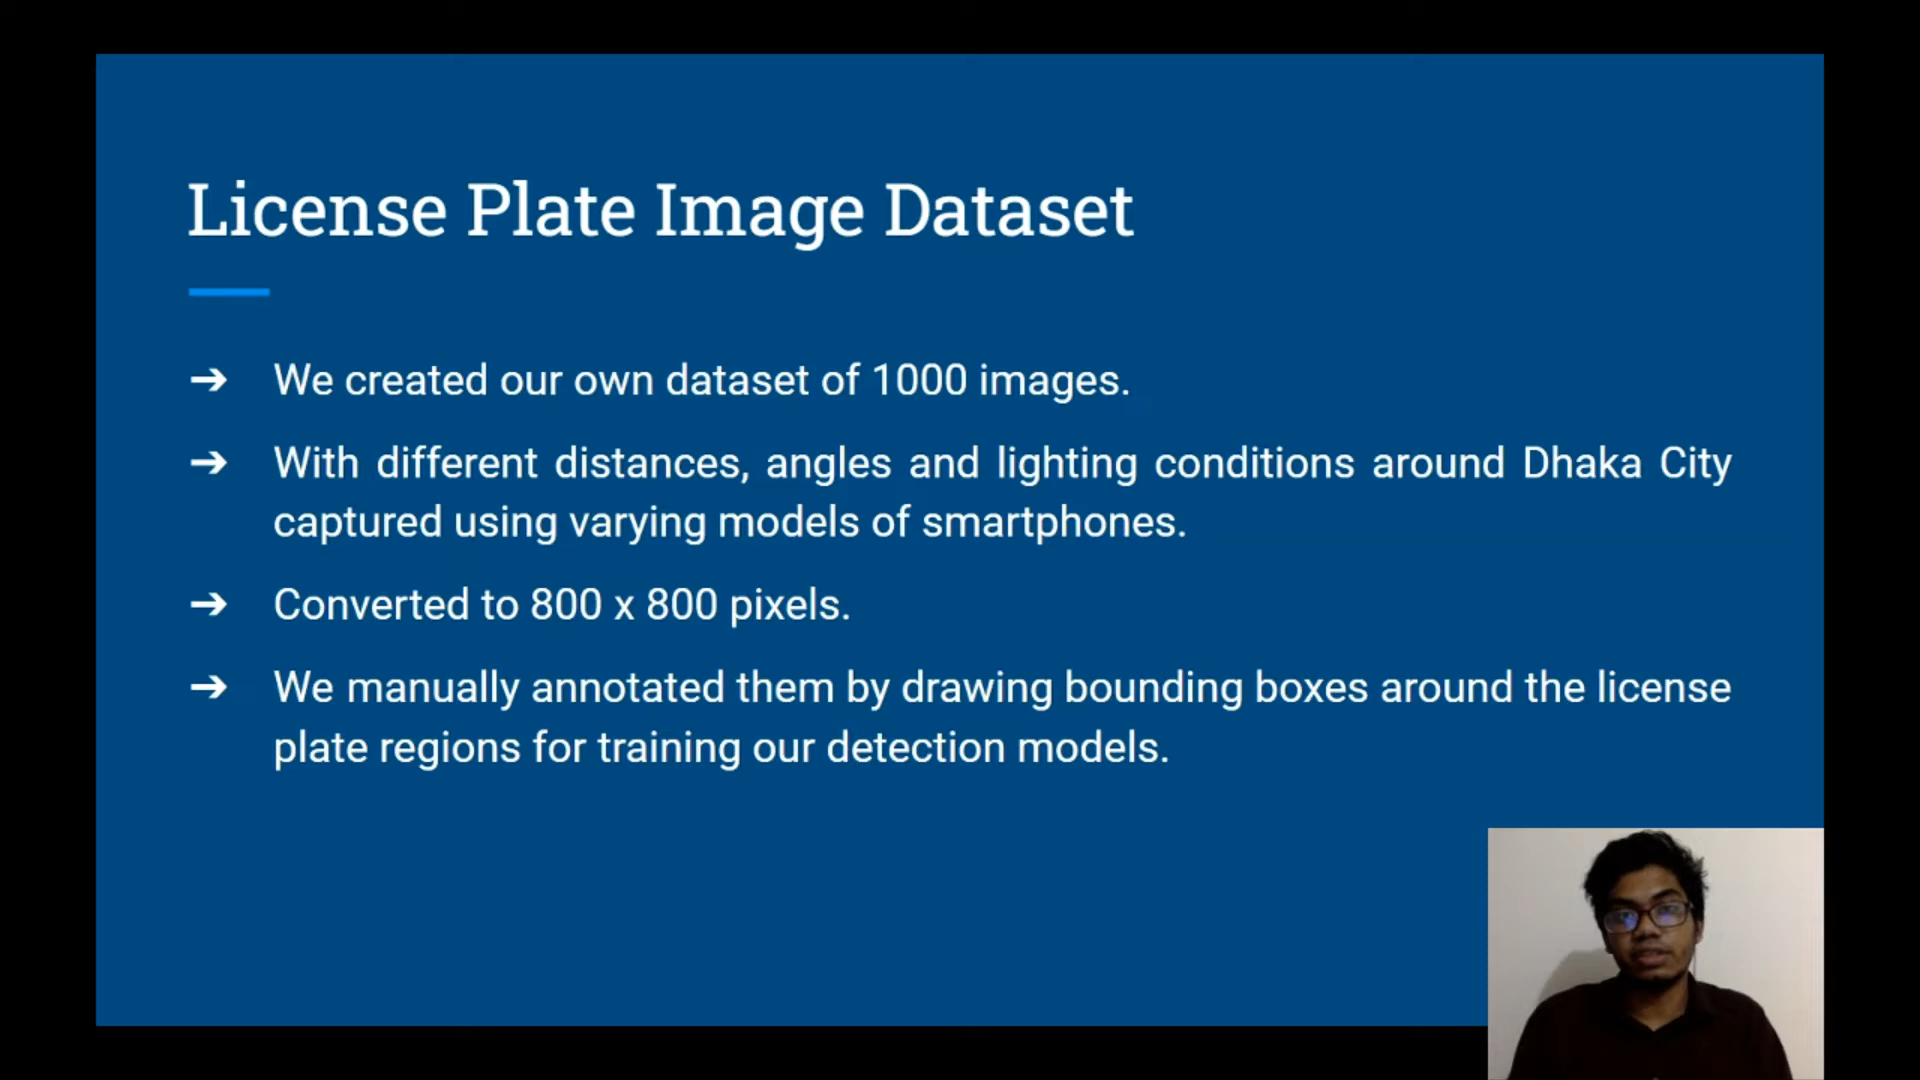 License Plate Image Dataset
➔ We created our own dataset of 1000 images.
➔ With different distances, angles and lighting conditions around Dhaka City
captured using varying models of smartphones.
➔ Converted to 800 x 800 pixels.
➔ We manually annotated them by drawing bounding boxes around the license
plate regions for training our detection models.